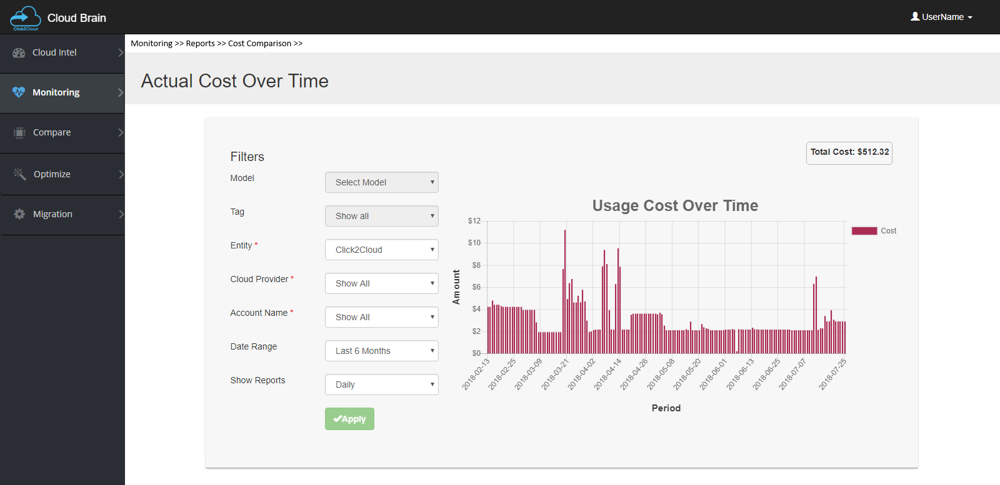 Click2Cloud
Cloud Brain
UserName
Cloud Intel
Monitoring
Compare
Optimize
Migration
Monitoring >> Reports >> Cost Comparison >>
Actual Cost Over Time
Filters
Model
Select Model
Tag
Show all
Entity *
Click2Cloud
Cloud Provider *
Show All
Account Name *
Show All
Date Range
Last 6 Months
Show Reports
Daily
Apply
Total Cost: $512.32
Usage Cost Over Time
Cost
Amount
$12
$10
$8
$6
$4
$2
$0
2018-02-13
2018-02-25
2018-03-09
2018-03-21
2018-04-02
2018-04-14
2018-04-26
2018-05-08
2018-05-20
2018-06-01
2018-06-13
2018-06-25
2018-07-07
2018-07-25
Period